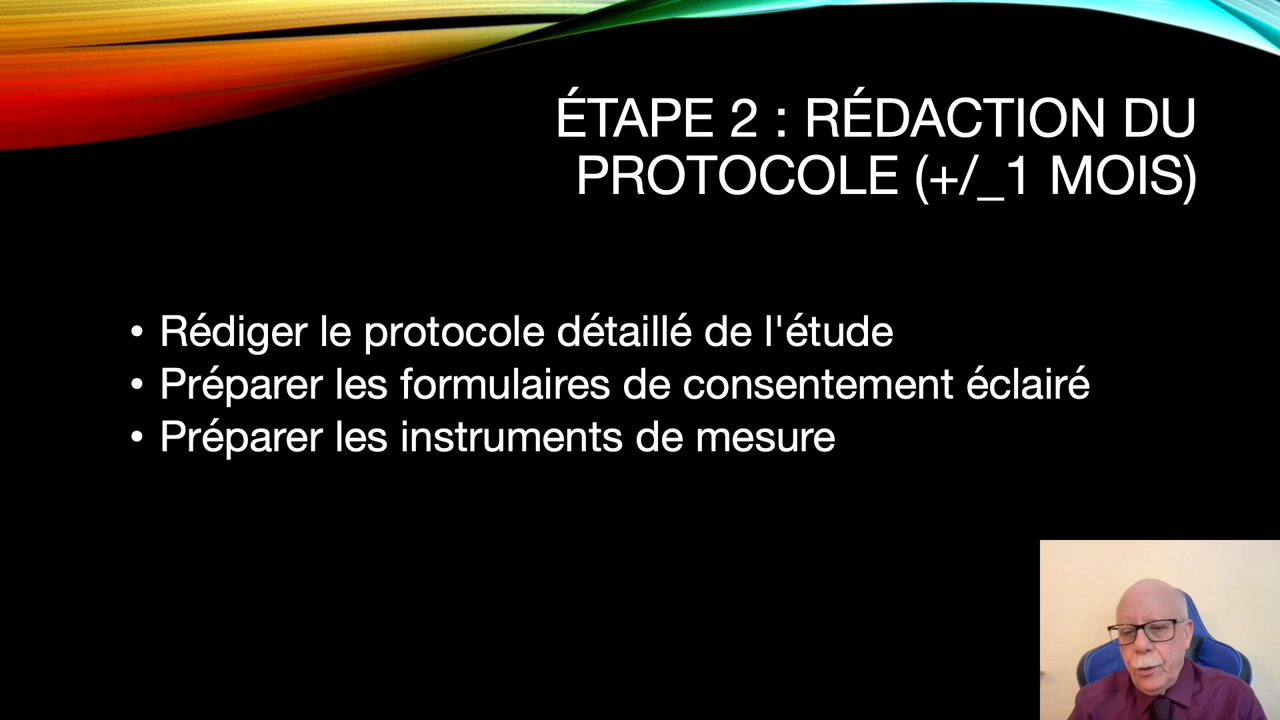 ÉTAPE 2 : RÉDACTION DU
PROTOCOLE (+/_1 MOIS)
• Rédiger le protocole détaillé de l'étude
• Préparer les formulaires de consentement éclairé
• Préparer les instruments de mesure